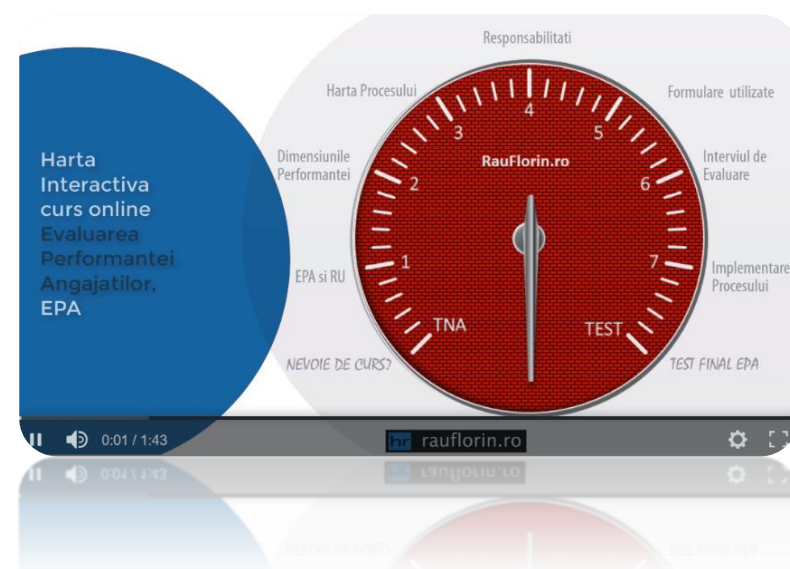 Harta
Interactiva
curs online
Evaluarea
Performantei
Angajatilor,
EPA
Responsabilitati
Harta Procesului
Formulare utilizate
Dimensiunile
Performantei
Interviul de
Evaluare
EPA si RU
Implementare
Procesului
NEVOIE DE CURS?
TEST FINAL EPA
RauFlorin.ro
TNA
1
2
3
4
5
6
7
TEST
0:01 / 1:43
hr rauflorin.ro